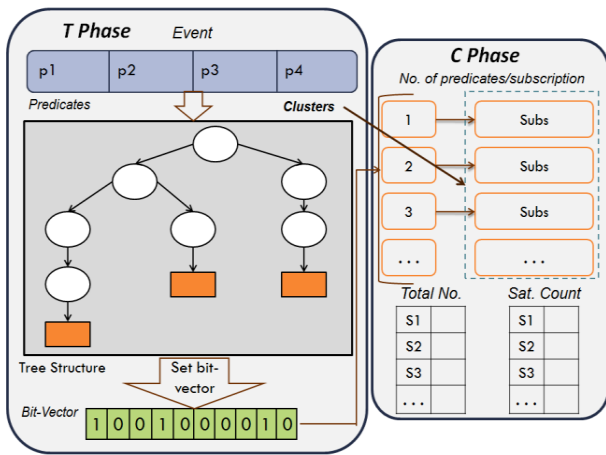 T Phase
Event
p1 p2 p3 p4
Predicates
Clusters
Tree Structure
Set bit-
vector
Bit-Vector
1 0 0 1 0 0 0 0 1 0
C Phase
No. of predicates/subscription
1 Subs
2 Subs
3 Subs
... ...
Total No. Sat. Count
S1 S1
S2 S2
S3 S3
... ...